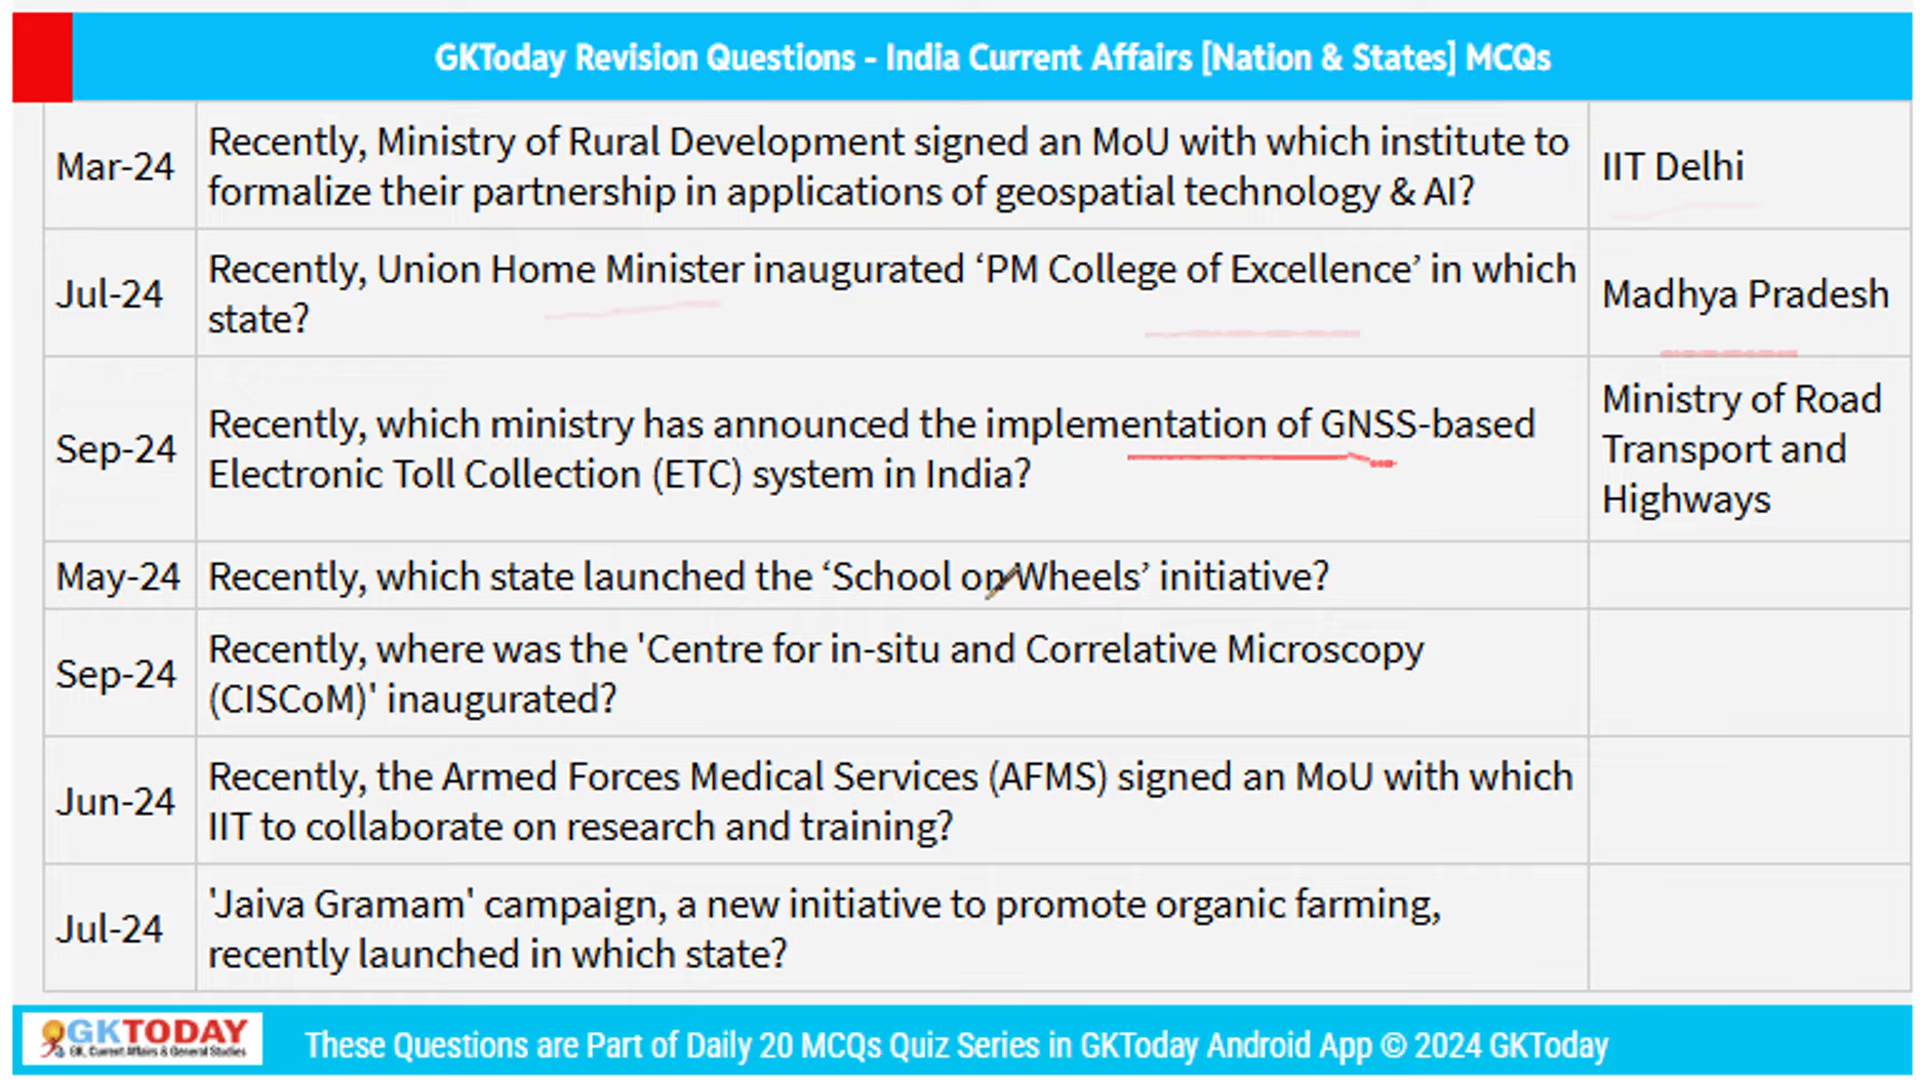 GKToday Revision Questions - India Current Affairs [Nation & States] MCQs
Mar-24
Recently, Ministry of Rural Development signed an MoU with which institute to
formalize their partnership in applications of geospatial technology & AI?
IIT Delhi
Jul-24
Recently, Union Home Minister inaugurated ‘PM College of Excellence’ in which
state?
Madhya Pradesh
Sep-24
Recently, which ministry has announced the implementation of GNSS-based
Electronic Toll Collection (ETC) system in India?
Ministry of Road
Transport and
Highways
May-24
Recently, which state launched the ‘School on Wheels’ initiative?
Sep-24
Recently, where was the 'Centre for in-situ and Correlative Microscopy
(CISCoM)' inaugurated?
Jun-24
Recently, the Armed Forces Medical Services (AFMS) signed an MoU with which
IIT to collaborate on research and training?
Jul-24
'Jaiva Gramam' campaign, a new initiative to promote organic farming,
recently launched in which state?
GKTODAY
GK, Current Affairs & General Studies
These Questions are Part of Daily 20 MCQs Quiz Series in GKToday Android App © 2024 GKToday